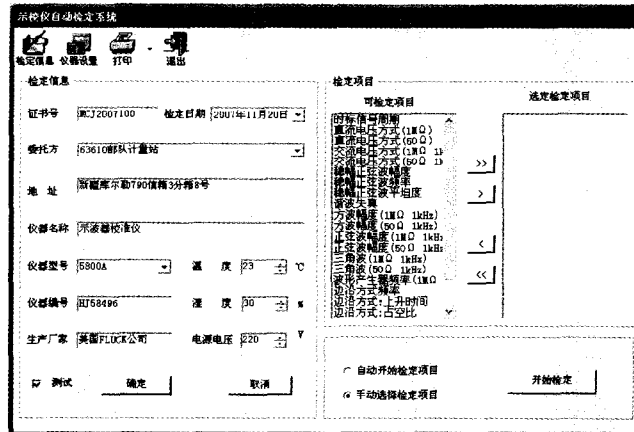 示校仪自动检定系统
检定信息 仪器设置 打印 退出
检定信息
证书号 MCJ2007100 检定日期 2007年11月20日
委托方 63610部队计量站
地 址 新疆库尔勒790信箱3分箱8号
仪器名称 示波器校准仪
仪器型号 5800A 温 度 23 ℃
仪器编号 HJ58496 湿 度 30 %
生产厂家 美国FLUCK公司 电源电压 220 V
测试 确定 取消
检定项目
可检定项目 选定检定项目
时标信号周期
直流电压方式(1MΩ)
直流电压方式(50Ω)
交流电压方式(1MΩ 1k
交流电压方式(50Ω 1k
稳幅正弦波幅度
稳幅正弦波频率
稳幅正弦波平坦度
谐波失真
方波幅度(1MΩ 1kHz)
方波幅度(50Ω 1kHz)
正弦波幅度(1MΩ 1kH:
正弦波幅度(50Ω 1kH:
三角波(1MΩ 1kHz)
三角波(50Ω 1kHz)
波形产生器频率(1MΩ
边沿方式频率
边沿方式:上升时间
边沿方式:占空比
>>
>
<
<<
自动开始检定项目
手动选择检定项目
开始检定